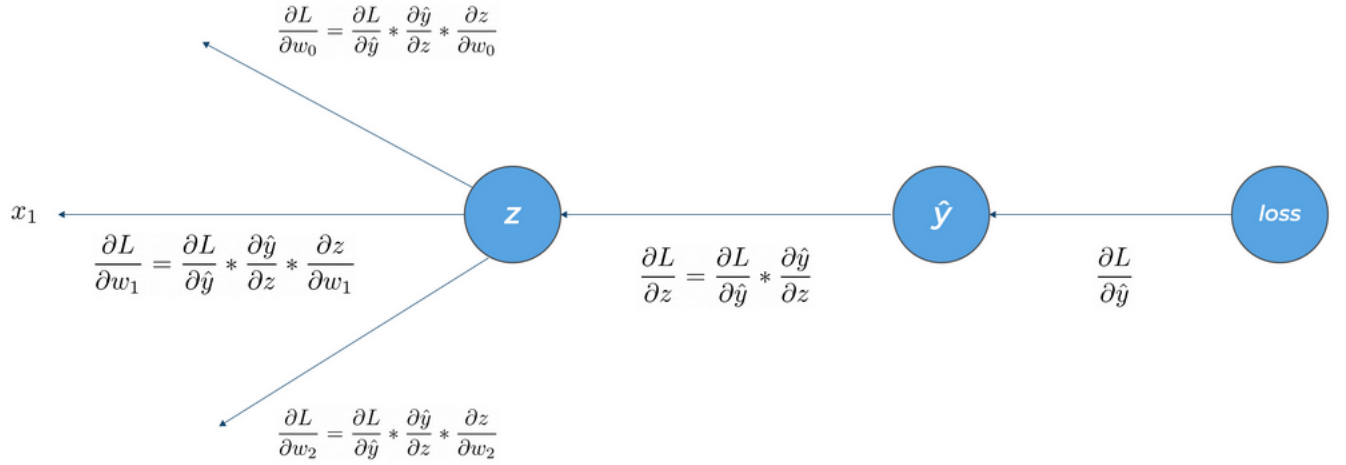 ∂L/∂w₀ = ∂L/∂ŷ * ∂ŷ/∂z * ∂z/∂w₀
x₁
z
ŷ
loss
∂L/∂w₁ = ∂L/∂ŷ * ∂ŷ/∂z * ∂z/∂w₁
∂L/∂z = ∂L/∂ŷ * ∂ŷ/∂z
∂L/∂ŷ
∂L/∂w₂ = ∂L/∂ŷ * ∂ŷ/∂z * ∂z/∂w₂